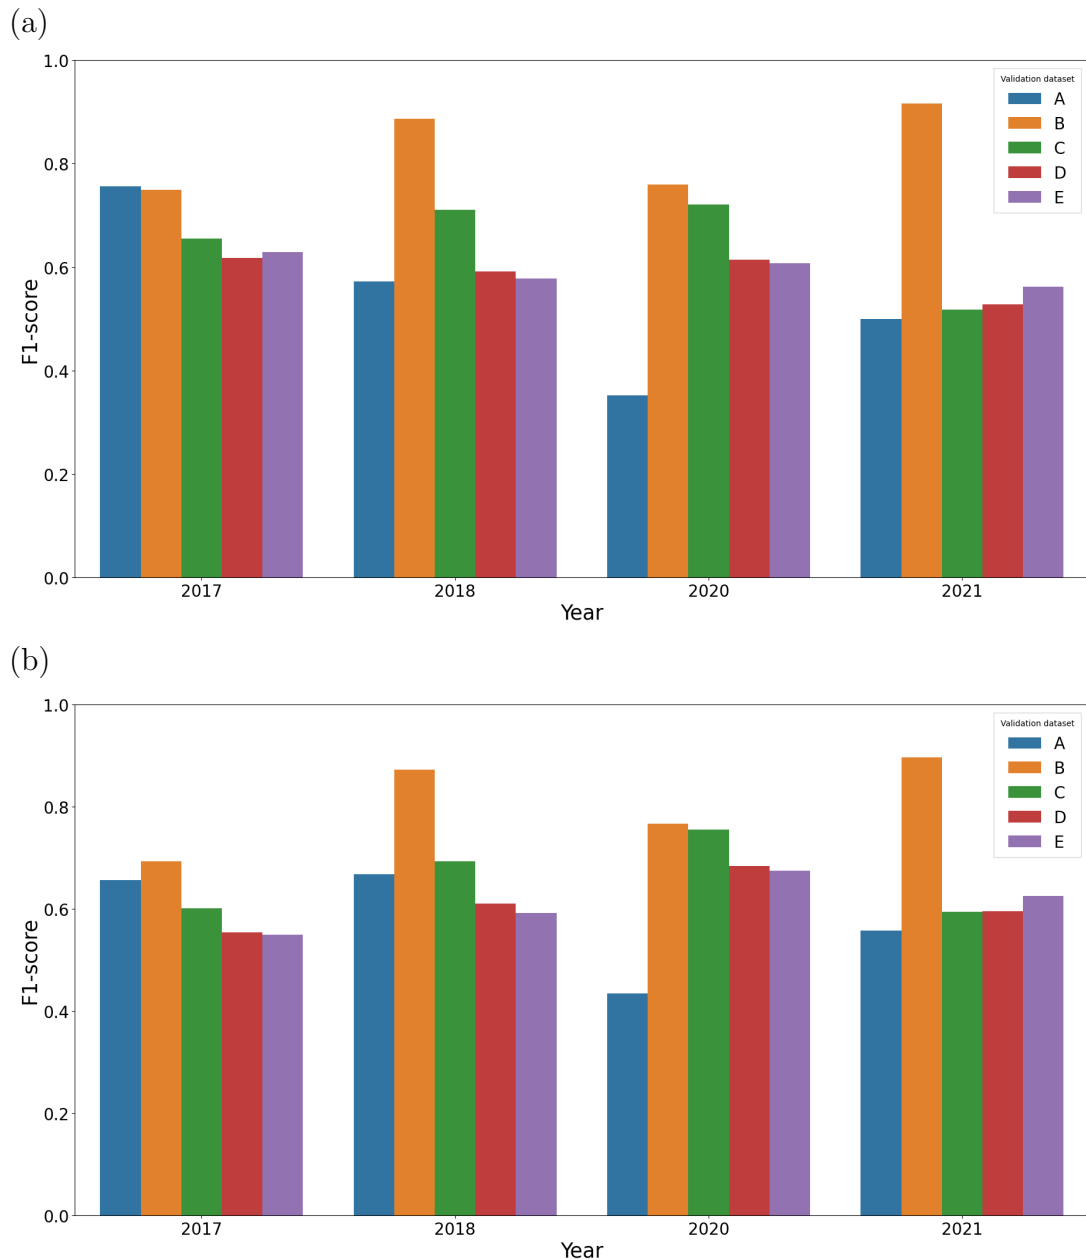 (a)
1.0
0.8
0.6
0.4
0.2
0.0
F1-score
Validation dataset
A
B
C
D
E
2017 2018 2020 2021
Year
(b)
1.0
0.8
0.6
0.4
0.2
0.0
F1-score
Validation dataset
A
B
C
D
E
2017 2018 2020 2021
Year